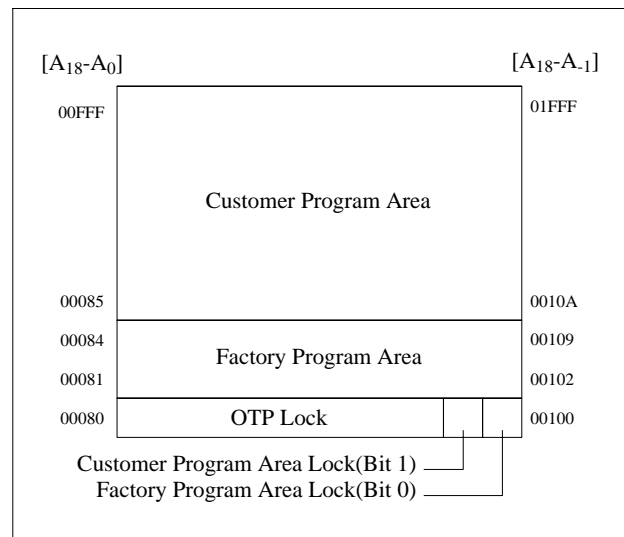 [A18-A0] [A18-A-1]
00FFF 01FFF
Customer Program Area
00085 0010A
00084 00109
Factory Program Area
00081 00102
00080 OTP Lock 00100
Customer Program Area Lock(Bit 1)
Factory Program Area Lock(Bit 0)